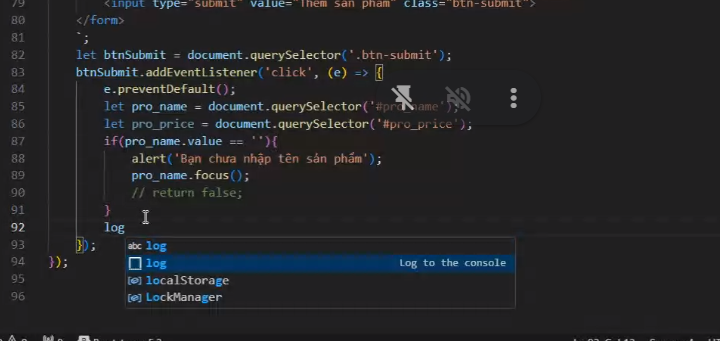 79 <input type="submit" value="Thêm sản phẩm" class="btn-submit">
80 </form>
81 `;
82 let btnSubmit = document.querySelector('.btn-submit');
83 btnSubmit.addEventListener('click', (e) => {
84 e.preventDefault();
85 let pro_name = document.querySelector('#pro_name');
86 let pro_price = document.querySelector('#pro_price');
87 if(pro_name.value == ''){
88 alert('Bạn chưa nhập tên sản phẩm');
89 pro_name.focus();
90 // return false;
91 }
92 log
93 });
94 });
95
96
abc log
log Log to the console
localStorage
LockManager